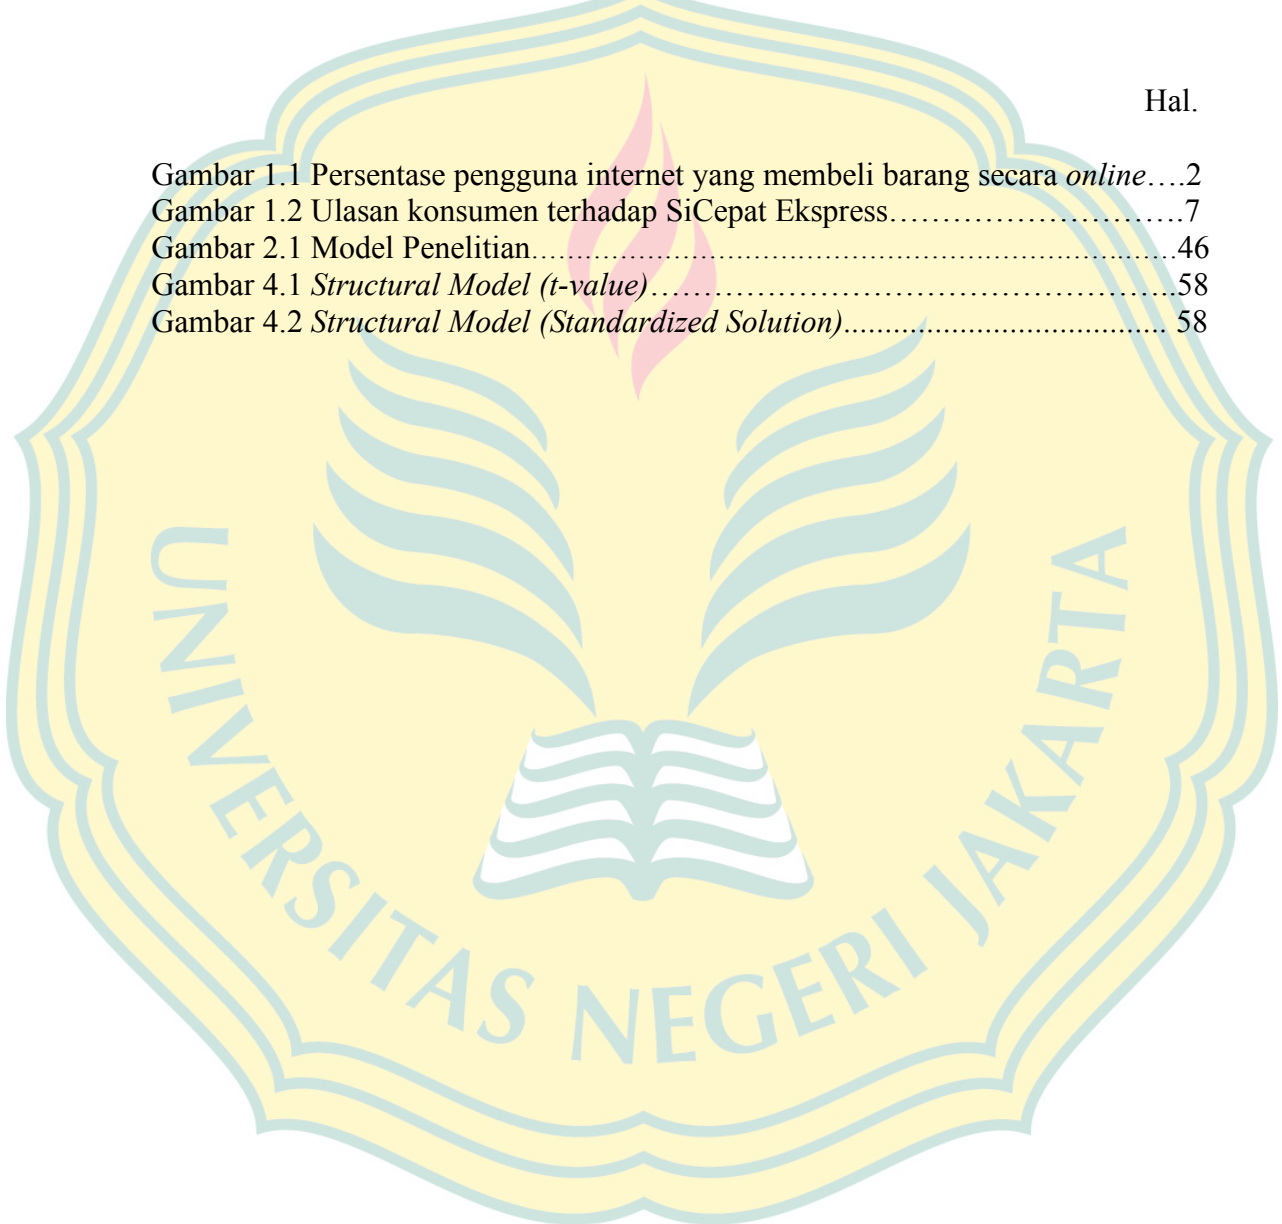 Hal.
Gambar 1.1 Persentase pengguna internet yang membeli barang secara online….2
Gambar 1.2 Ulasan konsumen terhadap SiCepat Ekspress……………………….7
Gambar 2.1 Model Penelitian……………………………………………………………….46
Gambar 4.1 Structural Model (t-value)……………………………………………..58
Gambar 4.2 Structural Model (Standardized Solution)....................................... 58
UNIVERSITAS NEGERI JAKARTA